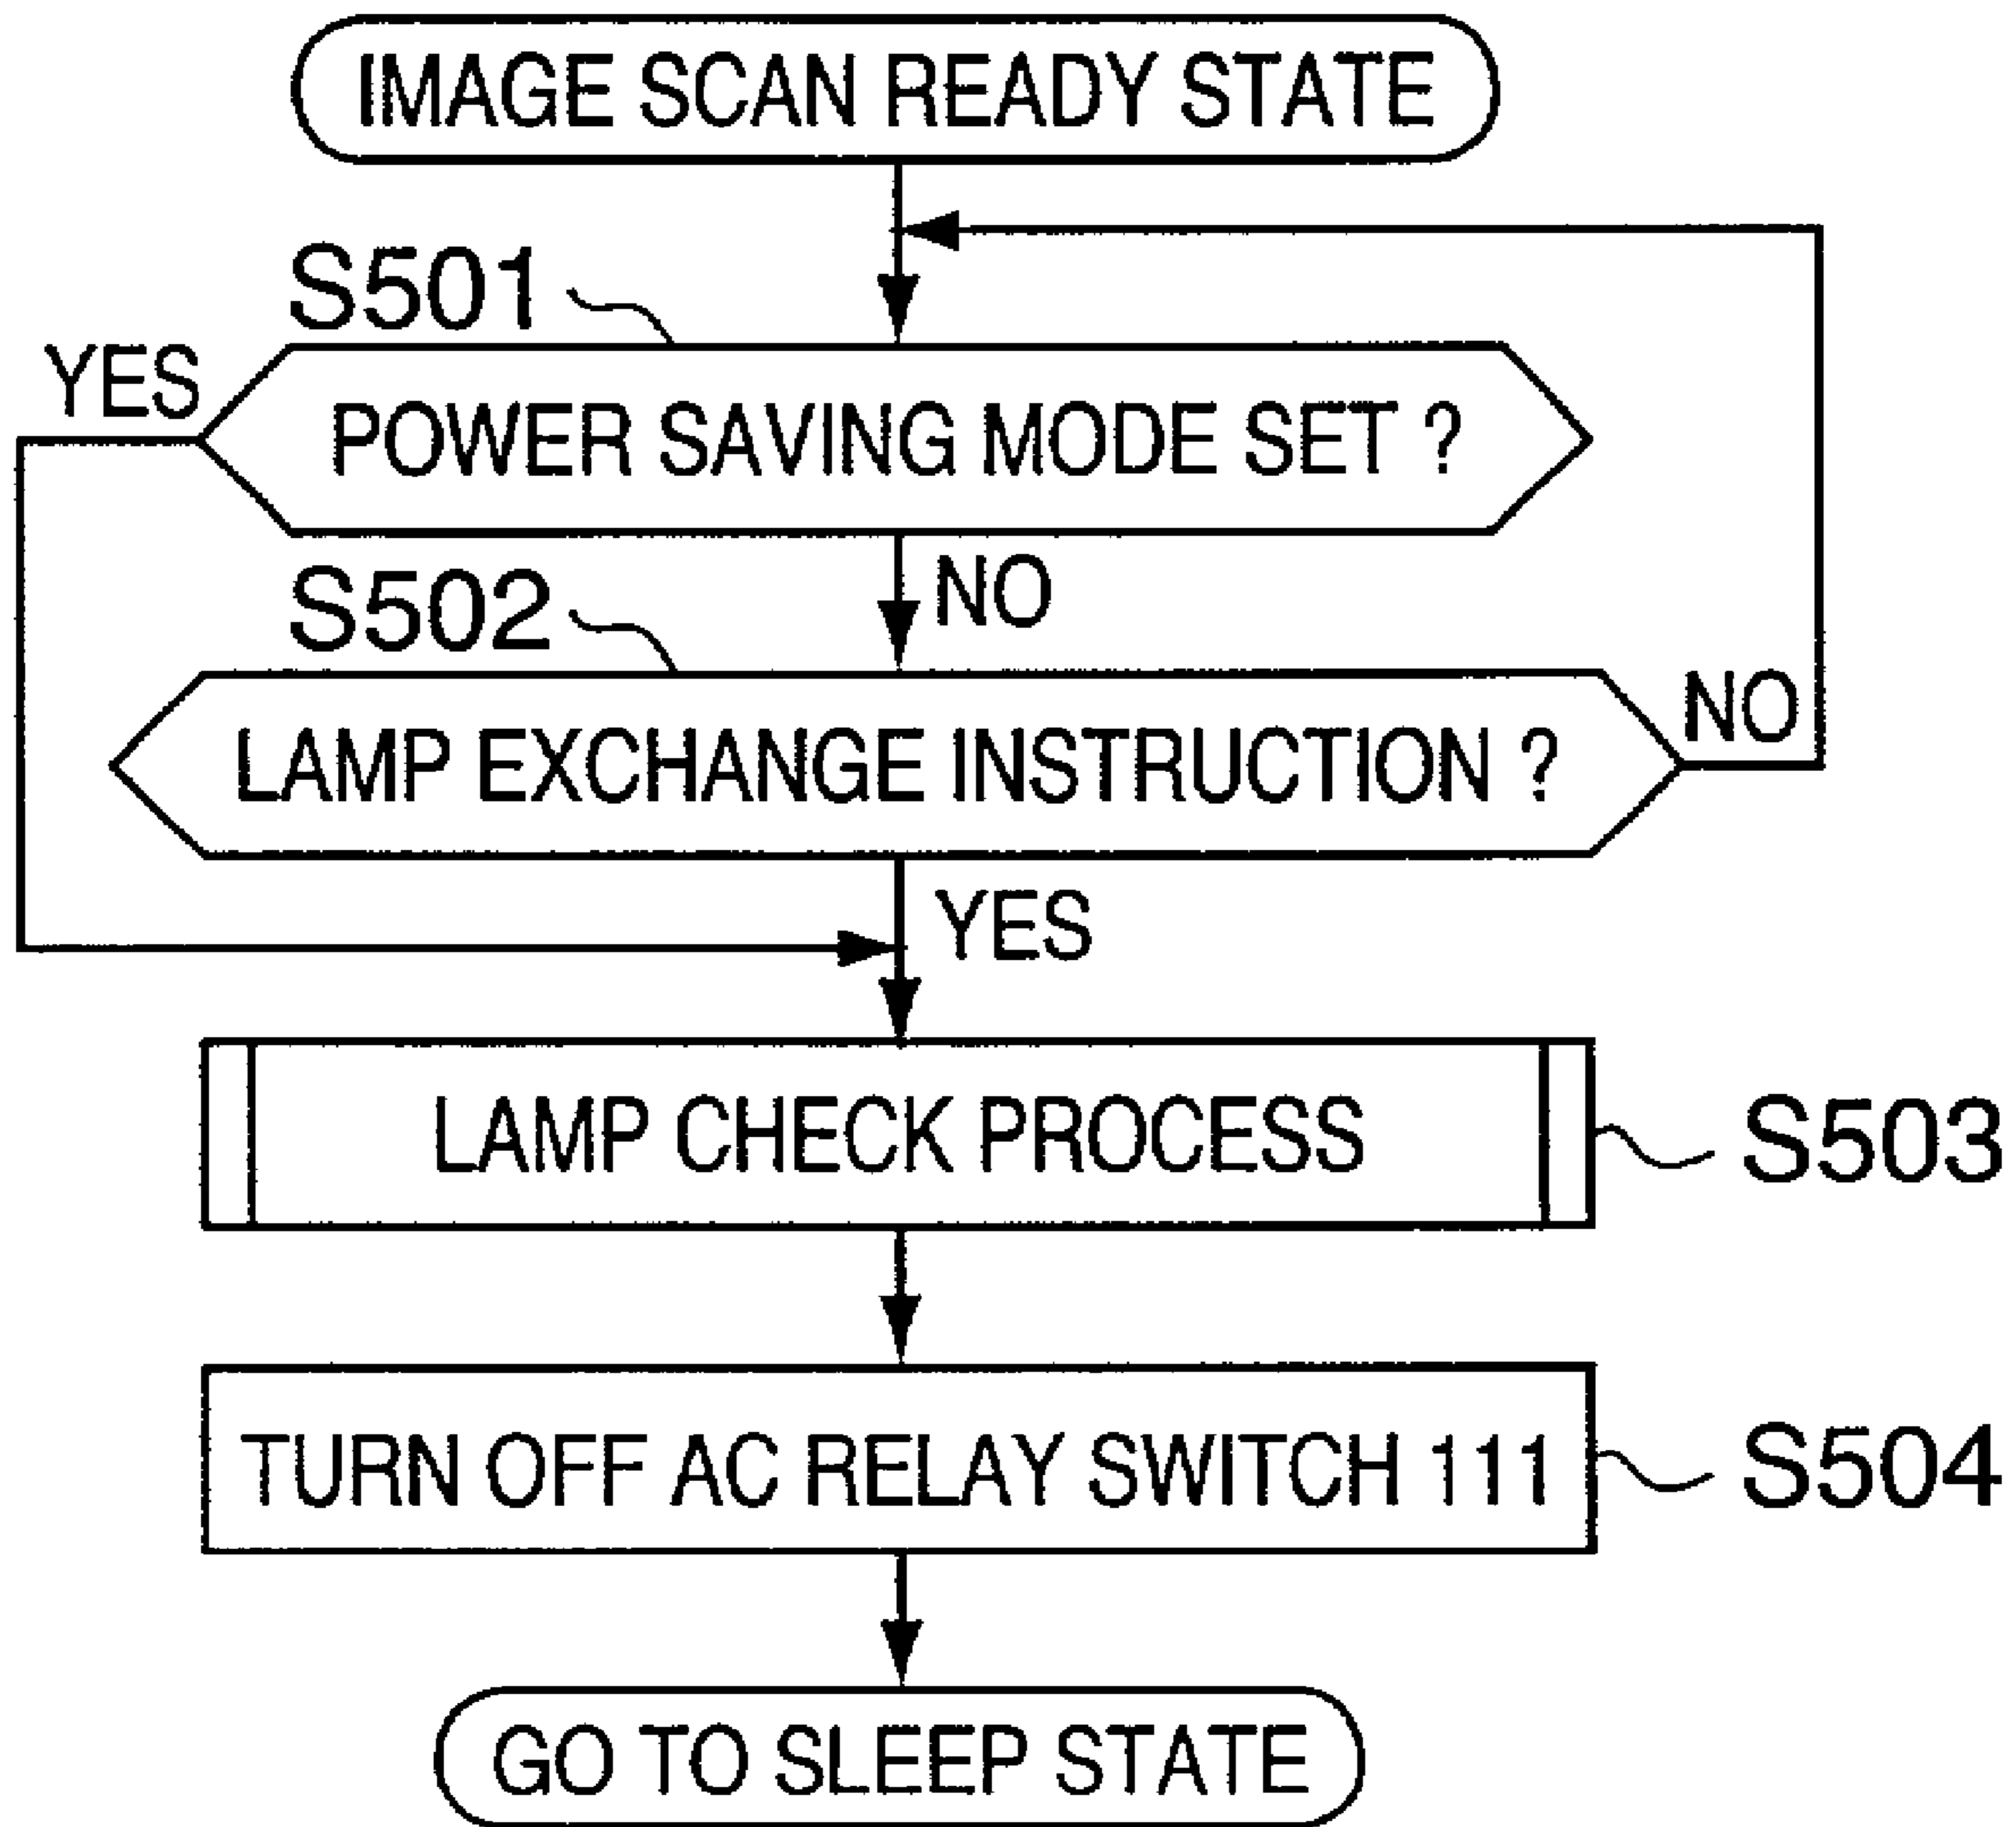 IMAGE SCAN READY STATE
S501
YES
POWER SAVING MODE SET ?
NO
S502
LAMP EXCHANGE INSTRUCTION ?
NO
YES
LAMP CHECK PROCESS
S503
TURN OFF AC RELAY SWITCH 111
S504
GO TO SLEEP STATE